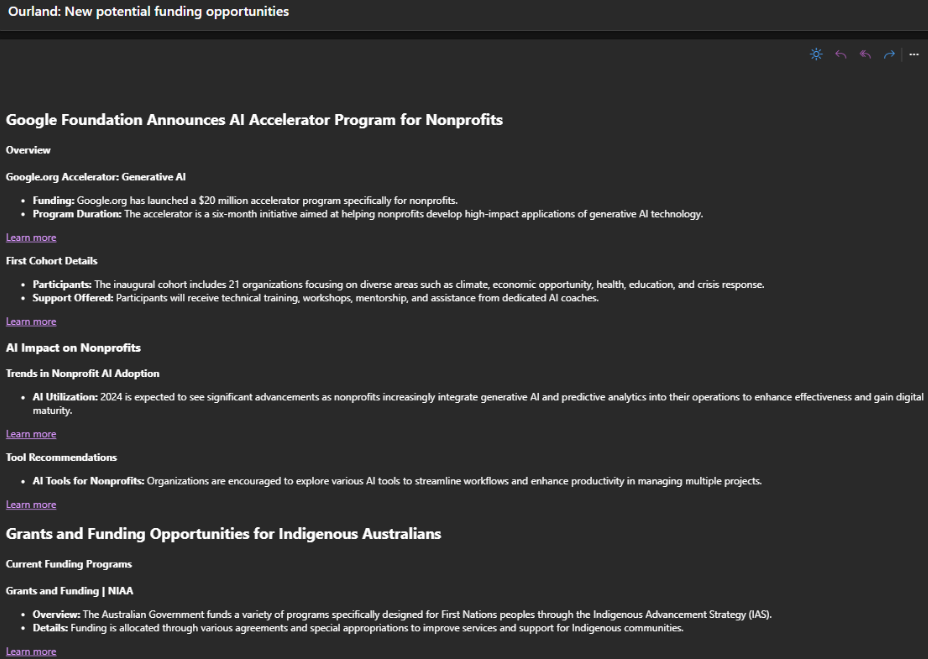 Ourland: New potential funding opportunities
Google Foundation Announces AI Accelerator Program for Nonprofits
Overview
Google.org Accelerator: Generative AI
• Funding: Google.org has launched a $20 million accelerator program specifically for nonprofits.
• Program Duration: The accelerator is a six-month initiative aimed at helping nonprofits develop high-impact applications of generative AI technology.
Learn more
First Cohort Details
• Participants: The inaugural cohort includes 21 organizations focusing on diverse areas such as climate, economic opportunity, health, education, and crisis response.
• Support Offered: Participants will receive technical training, workshops, mentorship, and assistance from dedicated AI coaches.
Learn more
AI Impact on Nonprofits
Trends in Nonprofit AI Adoption
• AI Utilization: 2024 is expected to see significant advancements as nonprofits increasingly integrate generative AI and predictive analytics into their operations to enhance effectiveness and gain digital
maturity.
Learn more
Tool Recommendations
• AI Tools for Nonprofits: Organizations are encouraged to explore various AI tools to streamline workflows and enhance productivity in managing multiple projects.
Learn more
Grants and Funding Opportunities for Indigenous Australians
Current Funding Programs
Grants and Funding | NIAA
• Overview: The Australian Government funds a variety of programs specifically designed for First Nations peoples through the Indigenous Advancement Strategy (IAS).
• Details: Funding is allocated through various agreements and special appropriations to improve services and support for Indigenous communities.
Learn more